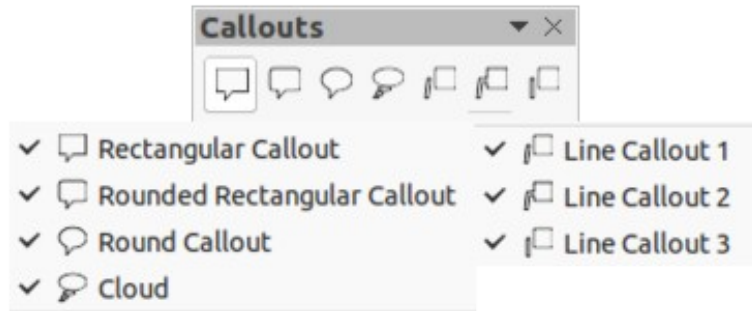 Callouts
Rectangular Callout
Rounded Rectangular Callout
Round Callout
Cloud
Line Callout 1
Line Callout 2
Line Callout 3